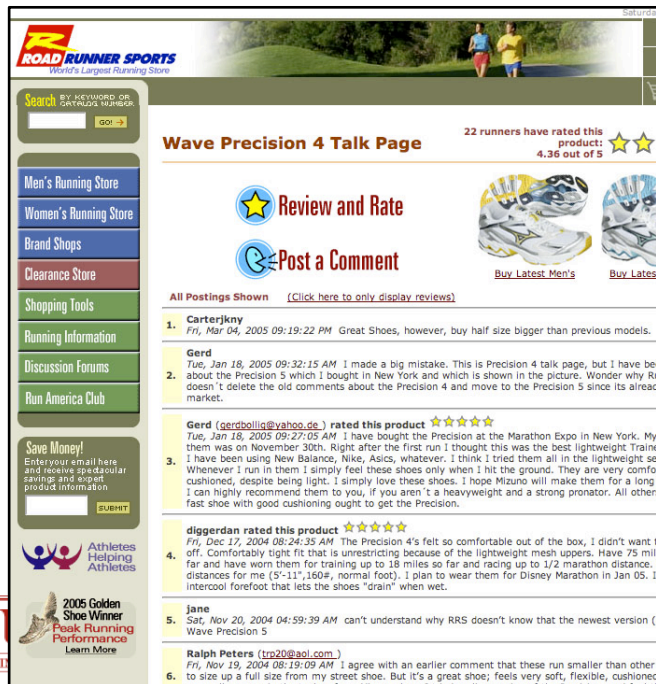 Saturda
ROAD RUNNER SPORTS
World's Largest Running Store
Search BY KEYWORD OR
CATALOG NUMBER
GO!
Men's Running Store
Women's Running Store
Brand Shops
Clearance Store
Shopping Tools
Running Information
Discussion Forums
Run America Club
Save Money!
Enter your email here
and receive spectacular
savings and expert
product information
SUBMIT
Athletes
Helping
Athletes
2005 Golden
Shoe Winner
Peak Running
Performance
Learn More
Wave Precision 4 Talk Page
22 runners have rated this
product:
4.36 out of 5
Review and Rate
Post a Comment
Buy Latest Men's
Buy Lates
All Postings Shown (Click here to only display reviews)
1. Carterjkny
Fri, Mar 04, 2005 09:19:22 PM Great Shoes, however, buy half size bigger than previous models.
Gerd
Tue, Jan 18, 2005 09:32:15 AM I made a big mistake. This is Precision 4 talk page, but I have be
2. about the Precision 5 which I bought in New York and which is shown in the picture. Wonder why R
doesn´t delete the old comments about the Precision 4 and move to the Precision 5 since its alread
market.
Gerd (gerdbollig@yahoo.de ) rated this product
Tue, Jan 18, 2005 09:27:05 AM I have bought the Precision at the Marathon Expo in New York. My
them was on November 30th. Right after the first run I thought this was the best lightweight Traine
I have been using New Balance, Nike, Asics, whatever. I think I tried them all in the lightweight se
3. Whenever I run in them I simply feel these shoes only when I hit the ground. They are very comfo
cushioned, despite being light. I simply love these shoes. I hope Mizuno will make them for a long
I can highly recommend them to you, if you aren´t a heavyweight and a strong pronator. All other
fast shoe with good cushioning ought to get the Precision.
diggerdan rated this product
Fri, Dec 17, 2004 08:24:35 AM The Precision 4's felt so comfortable out of the box, I didn't want t
4. off. Comfortably tight fit that is unrestricting because of the lightweight mesh uppers. Have 75 mil
far and have worn them for training up to 18 miles so far and racing up to 1/2 marathon distance.
distances for me (5'-11",160#, normal foot). I plan to wear them for Disney Marathon in Jan 05. I
intercool forefoot that lets the shoes "drain" when wet.
jane
5. Sat, Nov 20, 2004 04:59:39 AM can't understand why RRS doesn't know that the newest version (
Wave Precision 5
Ralph Peters (trp20@aol.com )
Fri, Nov 19, 2004 08:19:09 AM I agree with an earlier comment that these run smaller than other
6. to size up a full size from my street shoe. But it's a great shoe; feels very soft, flexible, cushioned